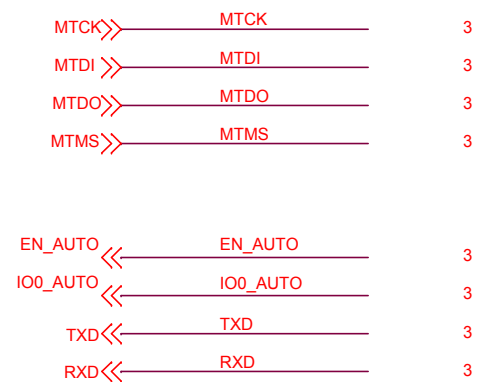 MTCK MTCK 3
MTDI MTDI 3
MTDO MTDO 3
MTMS MTMS 3
EN_AUTO EN_AUTO 3
IO0_AUTO IO0_AUTO 3
TXD TXD 3
RXD RXD 3